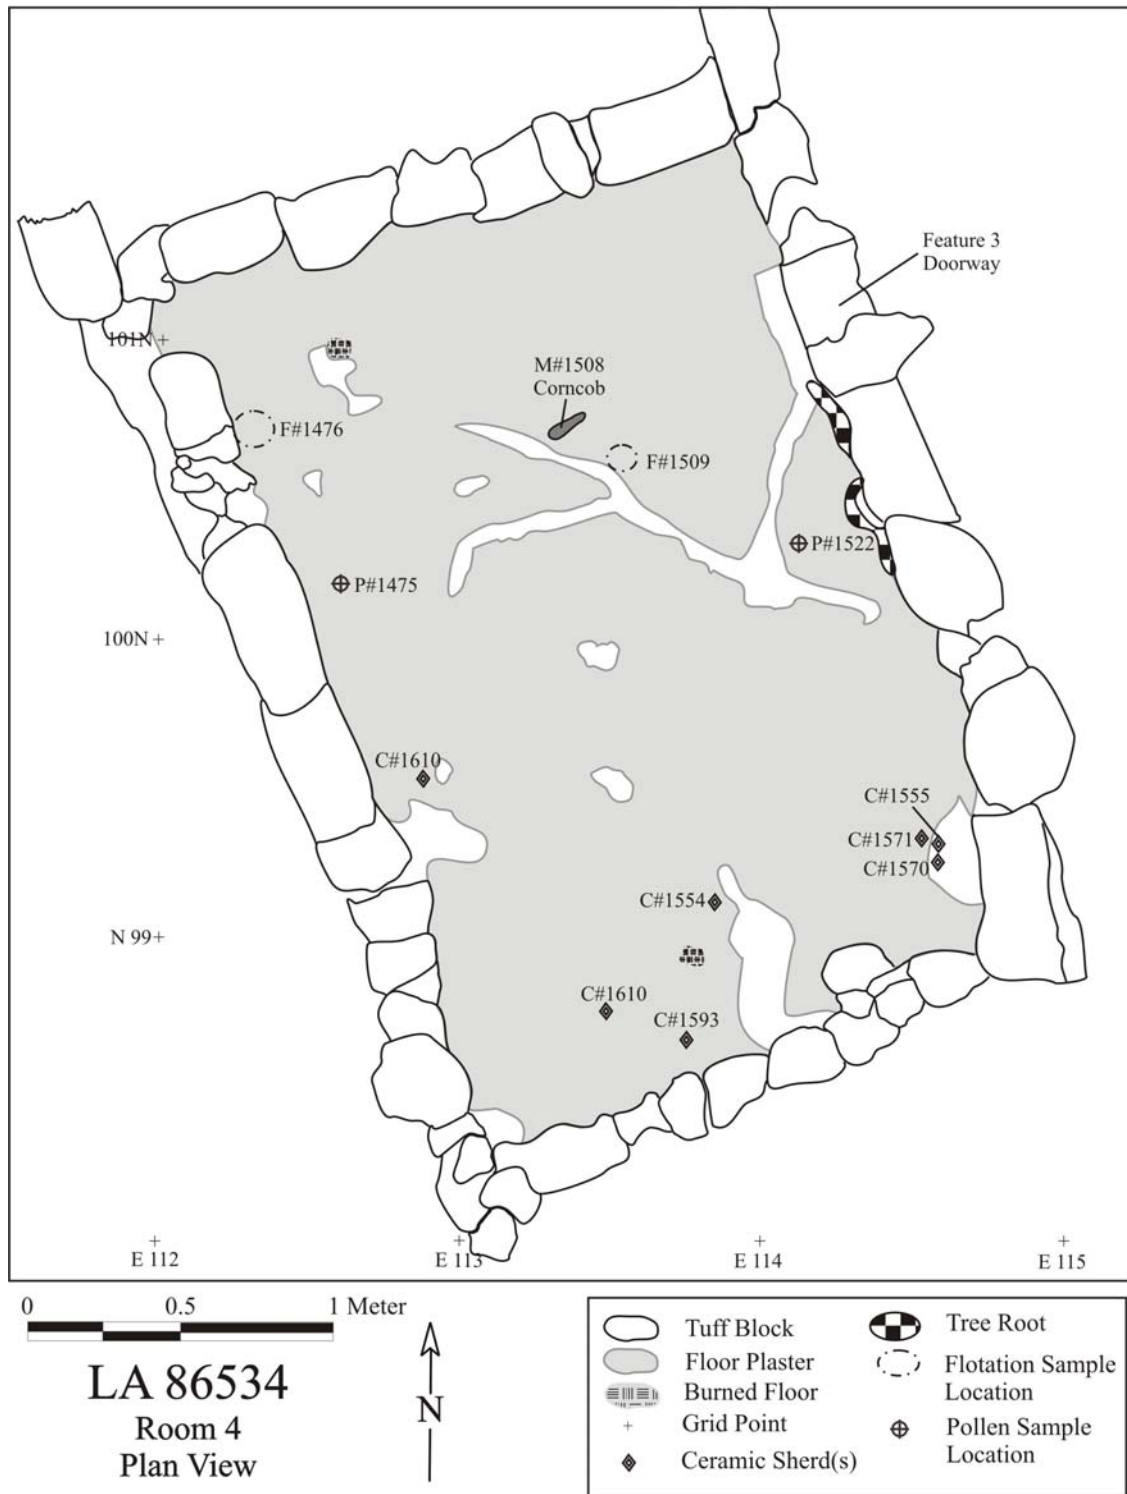 Feature 3
Doorway
101N +
M#1508
Corncob
F#1476
F#1509
P#1522
P#1475
100N +
C#1610
C#1555
C#1571
C#1570
C#1554
N 99+
C#1610
C#1593
E 112
E 113
E 114
E 115
0 0.5 1 Meter
LA 86534
Room 4
Plan View
N
Tuff Block
Floor Plaster
Burned Floor
Grid Point
Ceramic Sherd(s)
Tree Root
Flotation Sample
Location
Pollen Sample
Location